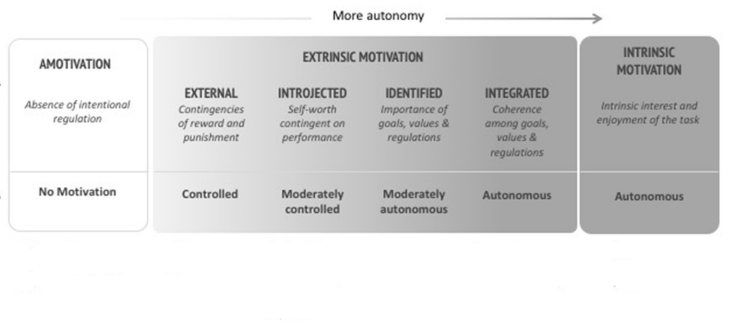 More autonomy
AMOTIVATION
Absence of intentional
regulation
No Motivation
EXTRINSIC MOTIVATION
EXTERNAL
Contingencies
of reward and
punishment
Controlled
INTROJECTED
Self-worth
contingent on
performance
Moderately
controlled
IDENTIFIED
Importance of
goals, values &
regulations
Moderately
autonomous
INTEGRATED
Coherence
among goals,
values &
regulations
Autonomous
INTRINSIC
MOTIVATION
Intrinsic interest and
enjoyment of the task
Autonomous